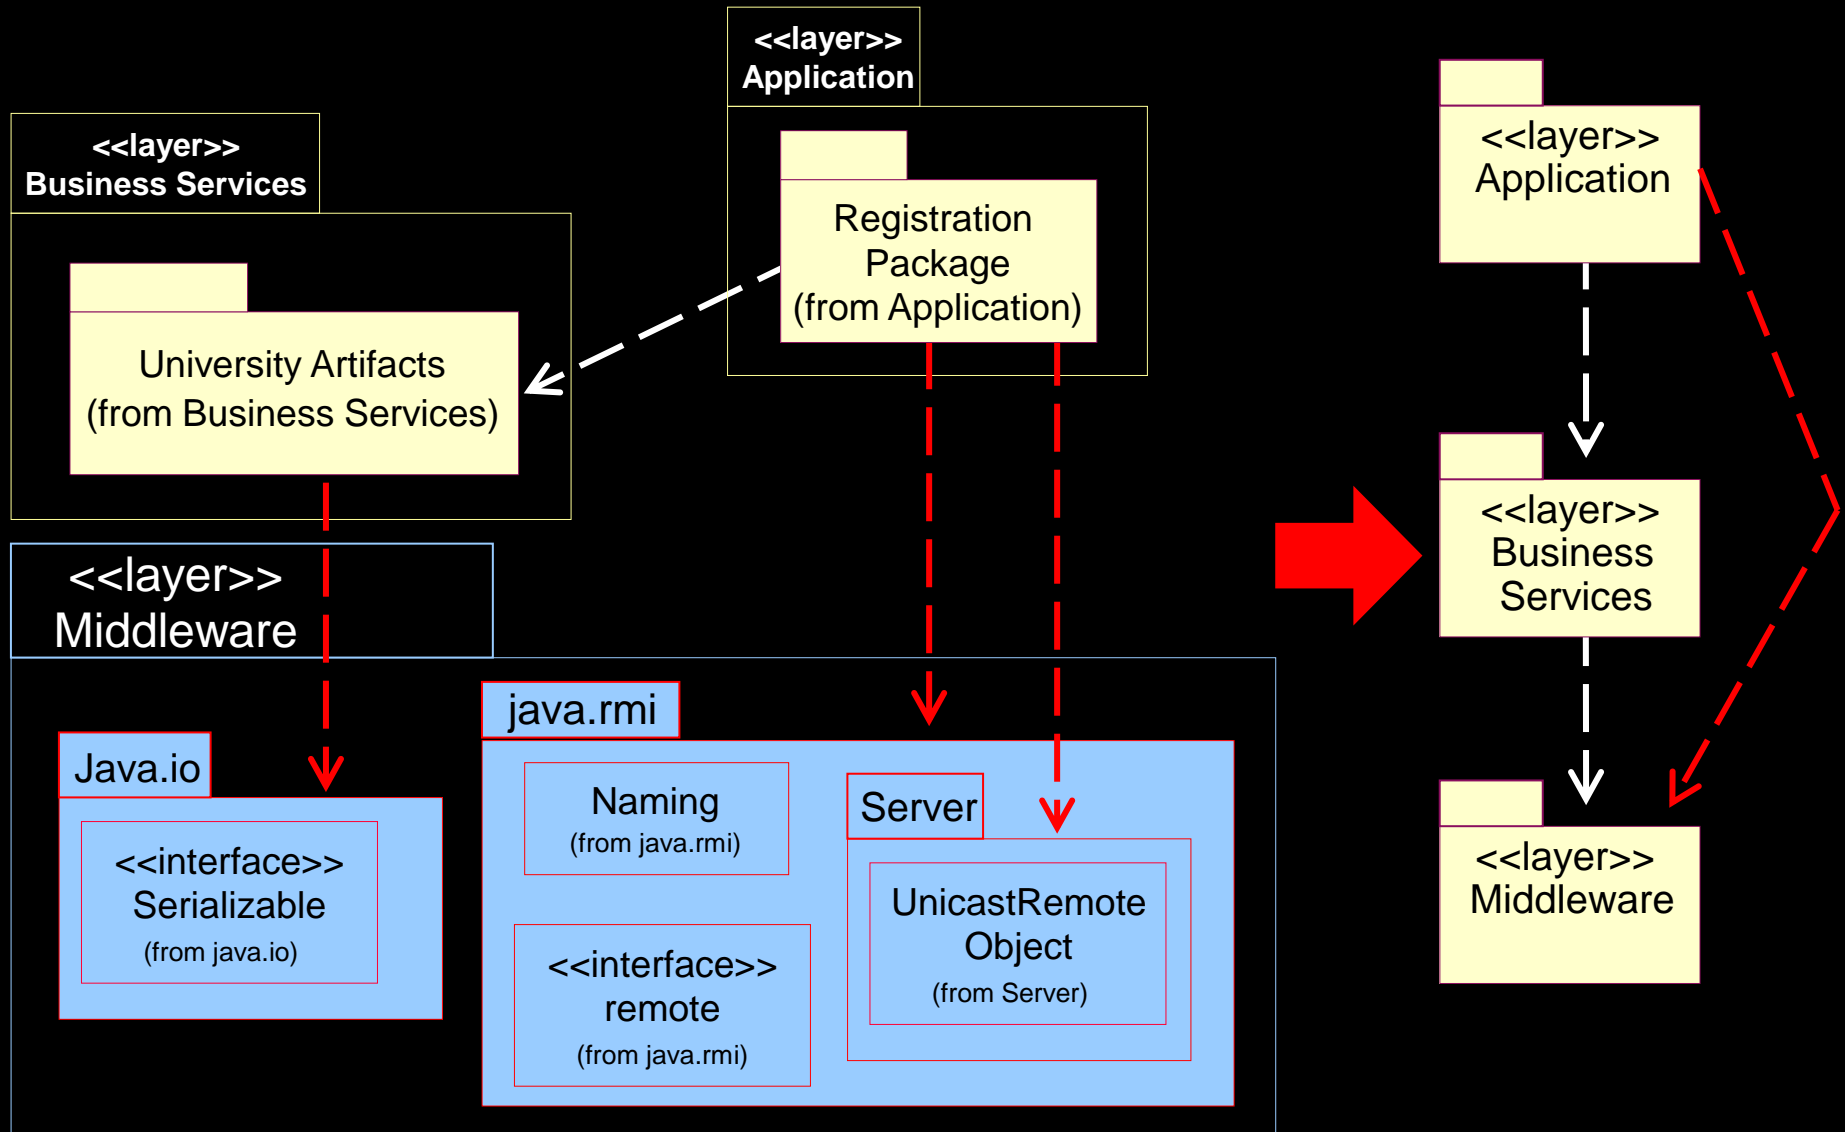 <<layer>>
Application
<<layer>>
Business Services
Registration
Package
(from Application)
University Artifacts
(from Business Services)
<<layer>>
Middleware
Java.io
<<interface>>
Serializable
(from java.io)
java.rmi
Naming
(from java.rmi)
<<interface>>
remote
(from java.rmi)
Server
UnicastRemote
Object
(from Server)
<<layer>>
Application
<<layer>>
Business
Services
<<layer>>
Middleware